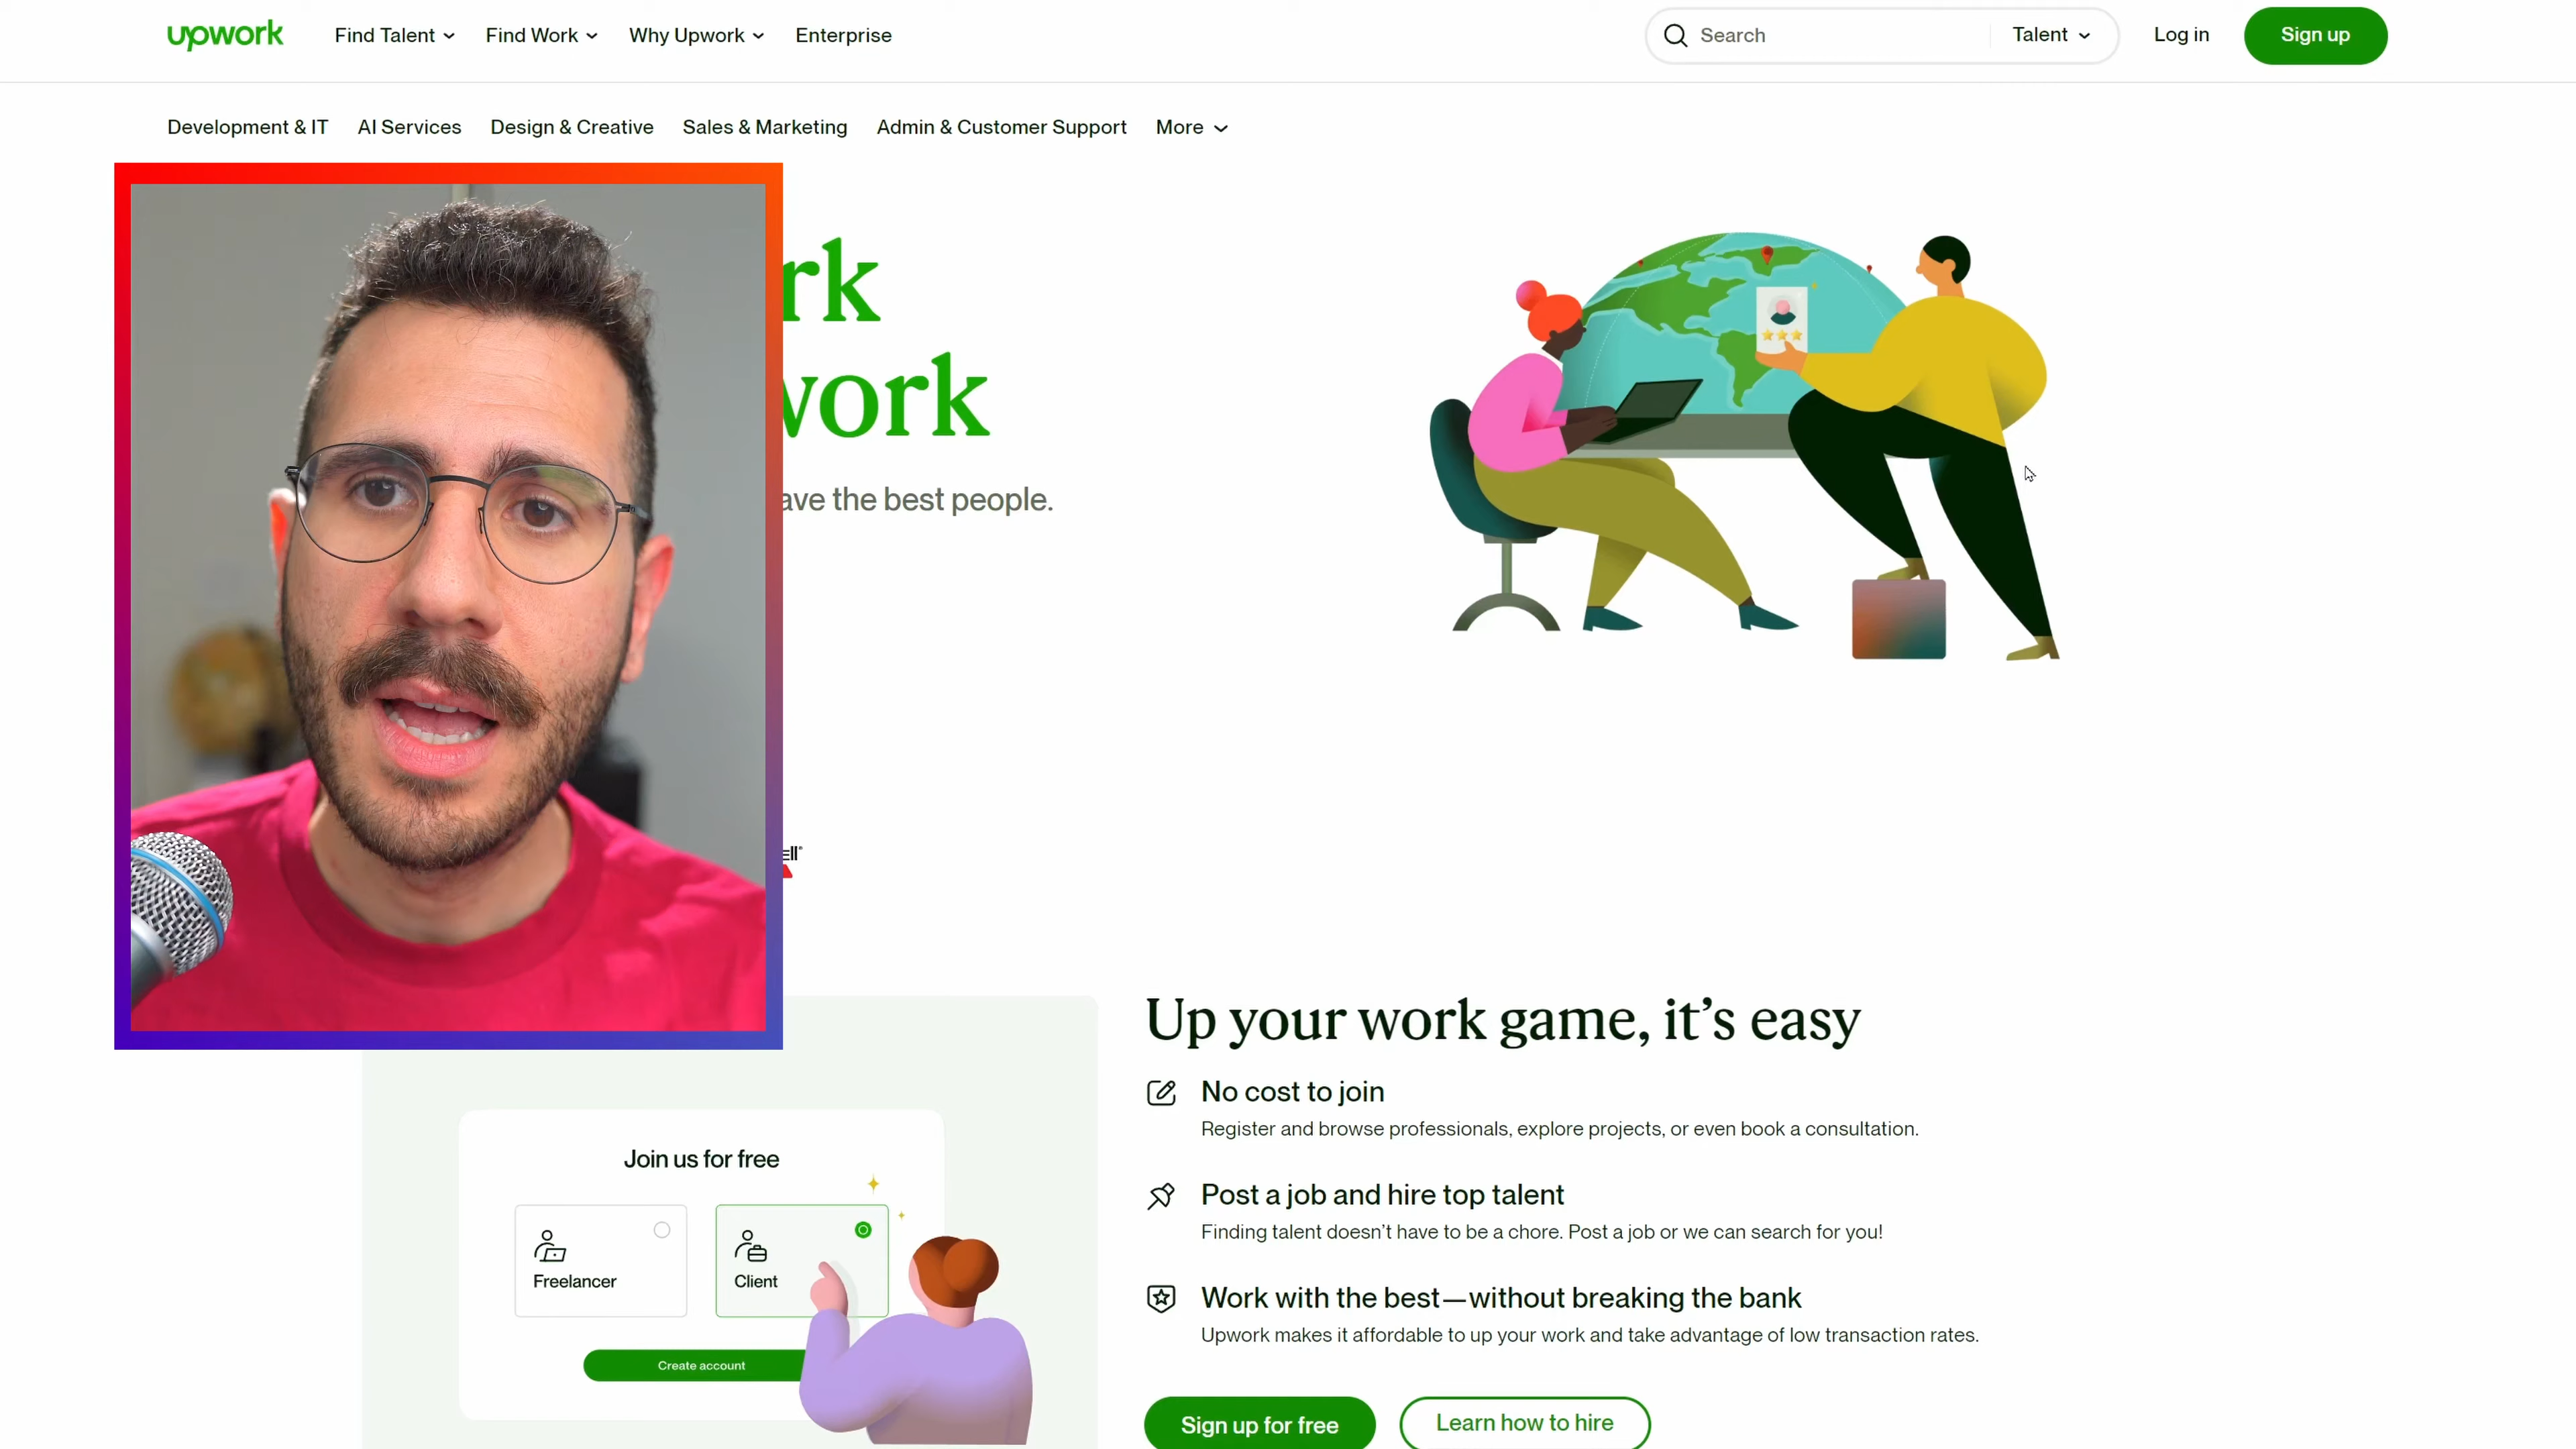 upwork
Find Talent
Find Work
Why Upwork
Enterprise
Search
Talent
Log in
Sign up
Development & IT
AI Services
Design & Creative
Sales & Marketing
Admin & Customer Support
More
rk
work
ave the best people.
ell®
Up your work game, it's easy
No cost to join
Register and browse professionals, explore projects, or even book a consultation.
Post a job and hire top talent
Finding talent doesn't have to be a chore. Post a job or we can search for you!
Work with the best—without breaking the bank
Upwork makes it affordable to up your work and take advantage of low transaction rates.
Sign up for free
Learn how to hire
Join us for free
Freelancer
Client
Create account